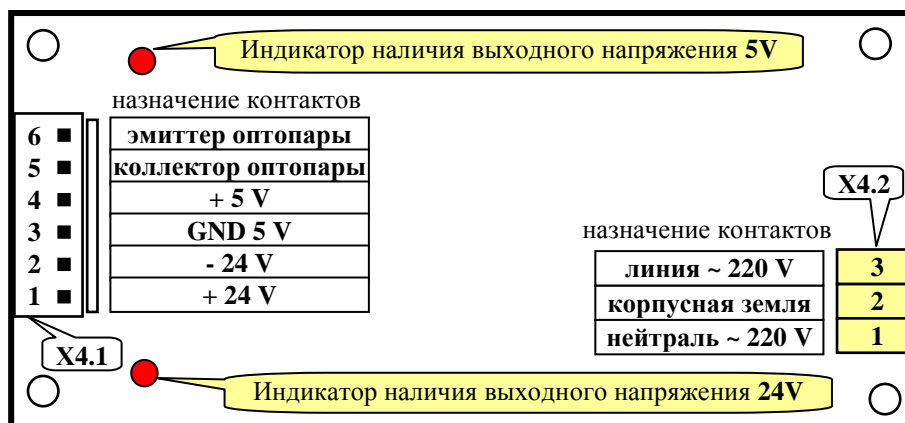 Индикатор наличия выходного напряжения 5V
назначение контактов
6 эмиттер оптопары
5 коллектор оптопары
4 + 5 V
3 GND 5 V
2 - 24 V
1 + 24 V
X4.1
X4.2
назначение контактов
линия ~ 220 V 3
корпусная земля 2
нейтраль ~ 220 V 1
Индикатор наличия выходного напряжения 24V